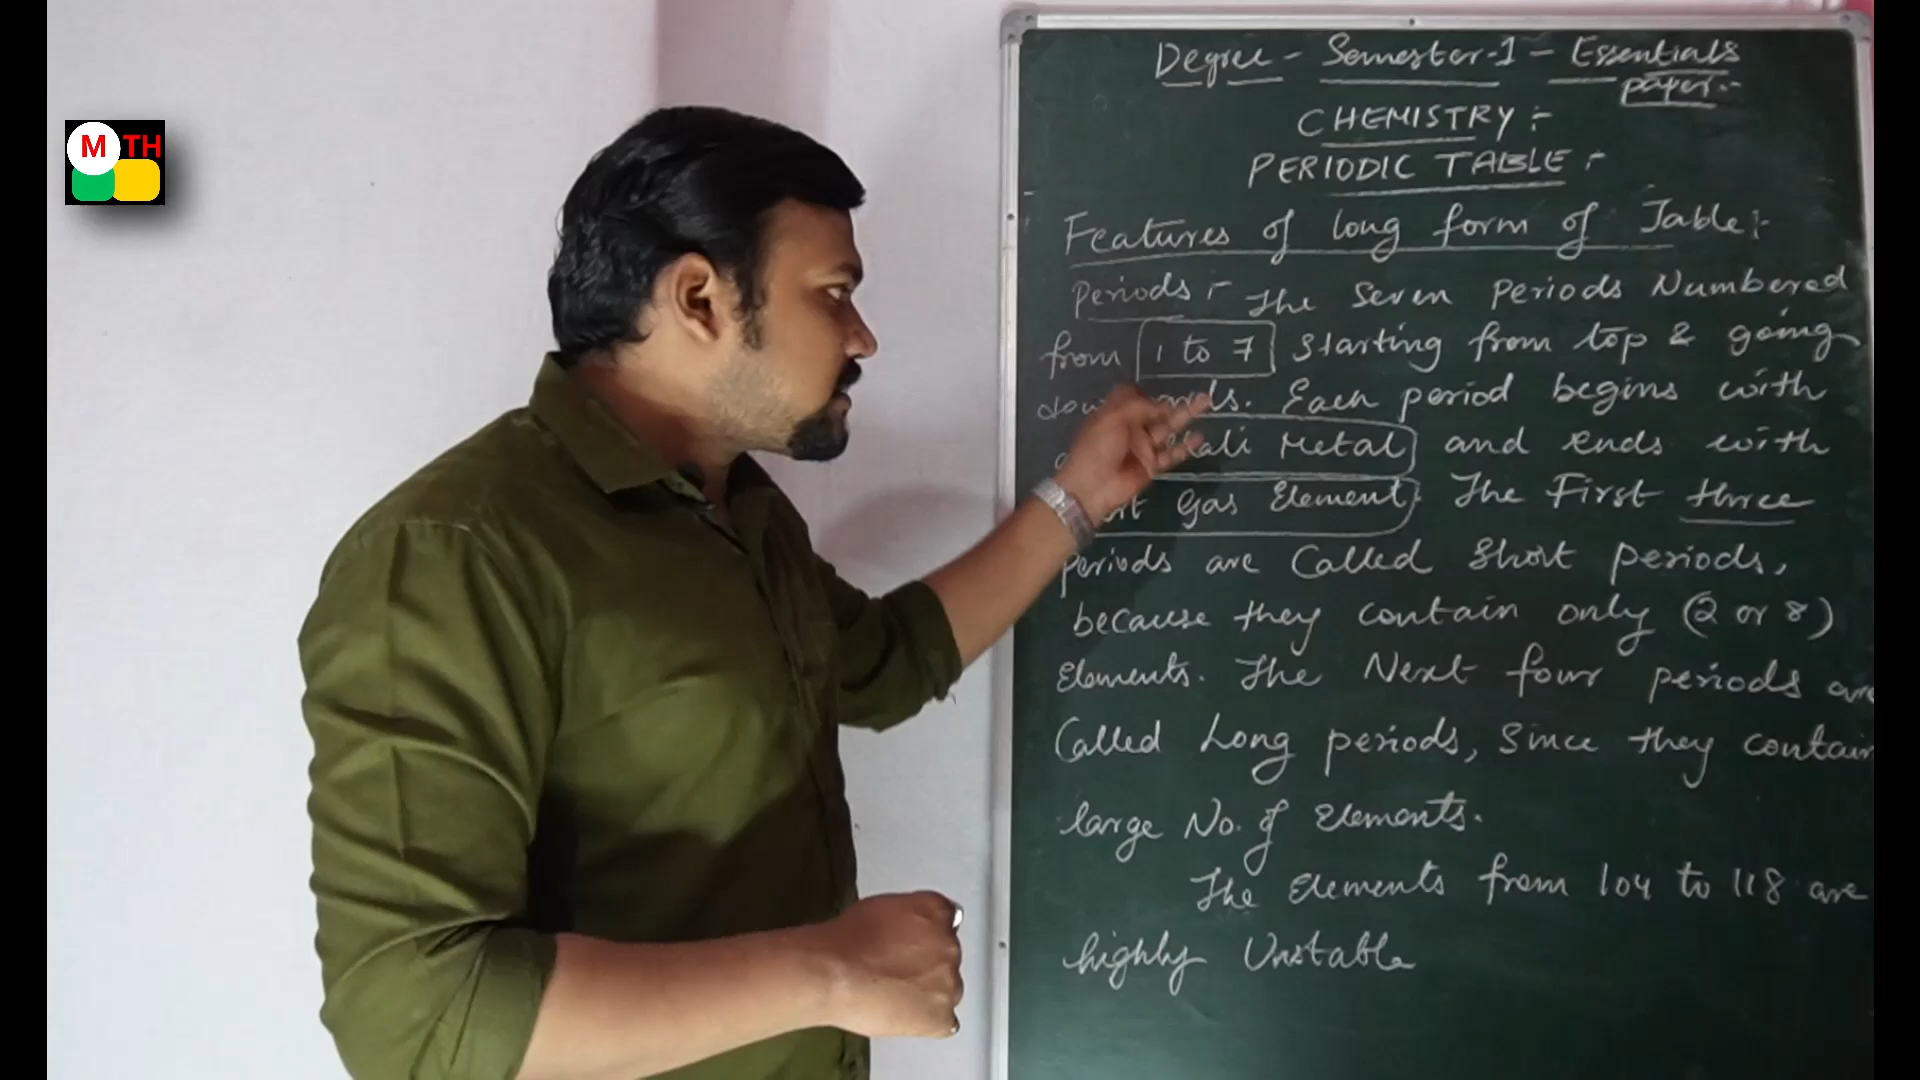 M TH
Degree - Semester-1 - Essentials
paper:-
CHEMISTRY:-
PERIODIC TABLE:-
Features of long form of Table:-
Periods:- The Seven Periods Numbered
from 1 to 7 starting from top & going
Each period begins with
Metal and ends with
Gas Element. The First three
periods are Called Short periods,
because they contain only (2 or 8)
Elements. The Next four periods are
Called Long periods, Since they contain
large No. of Elements.
The Elements from 104 to 118 are
highly Unstable